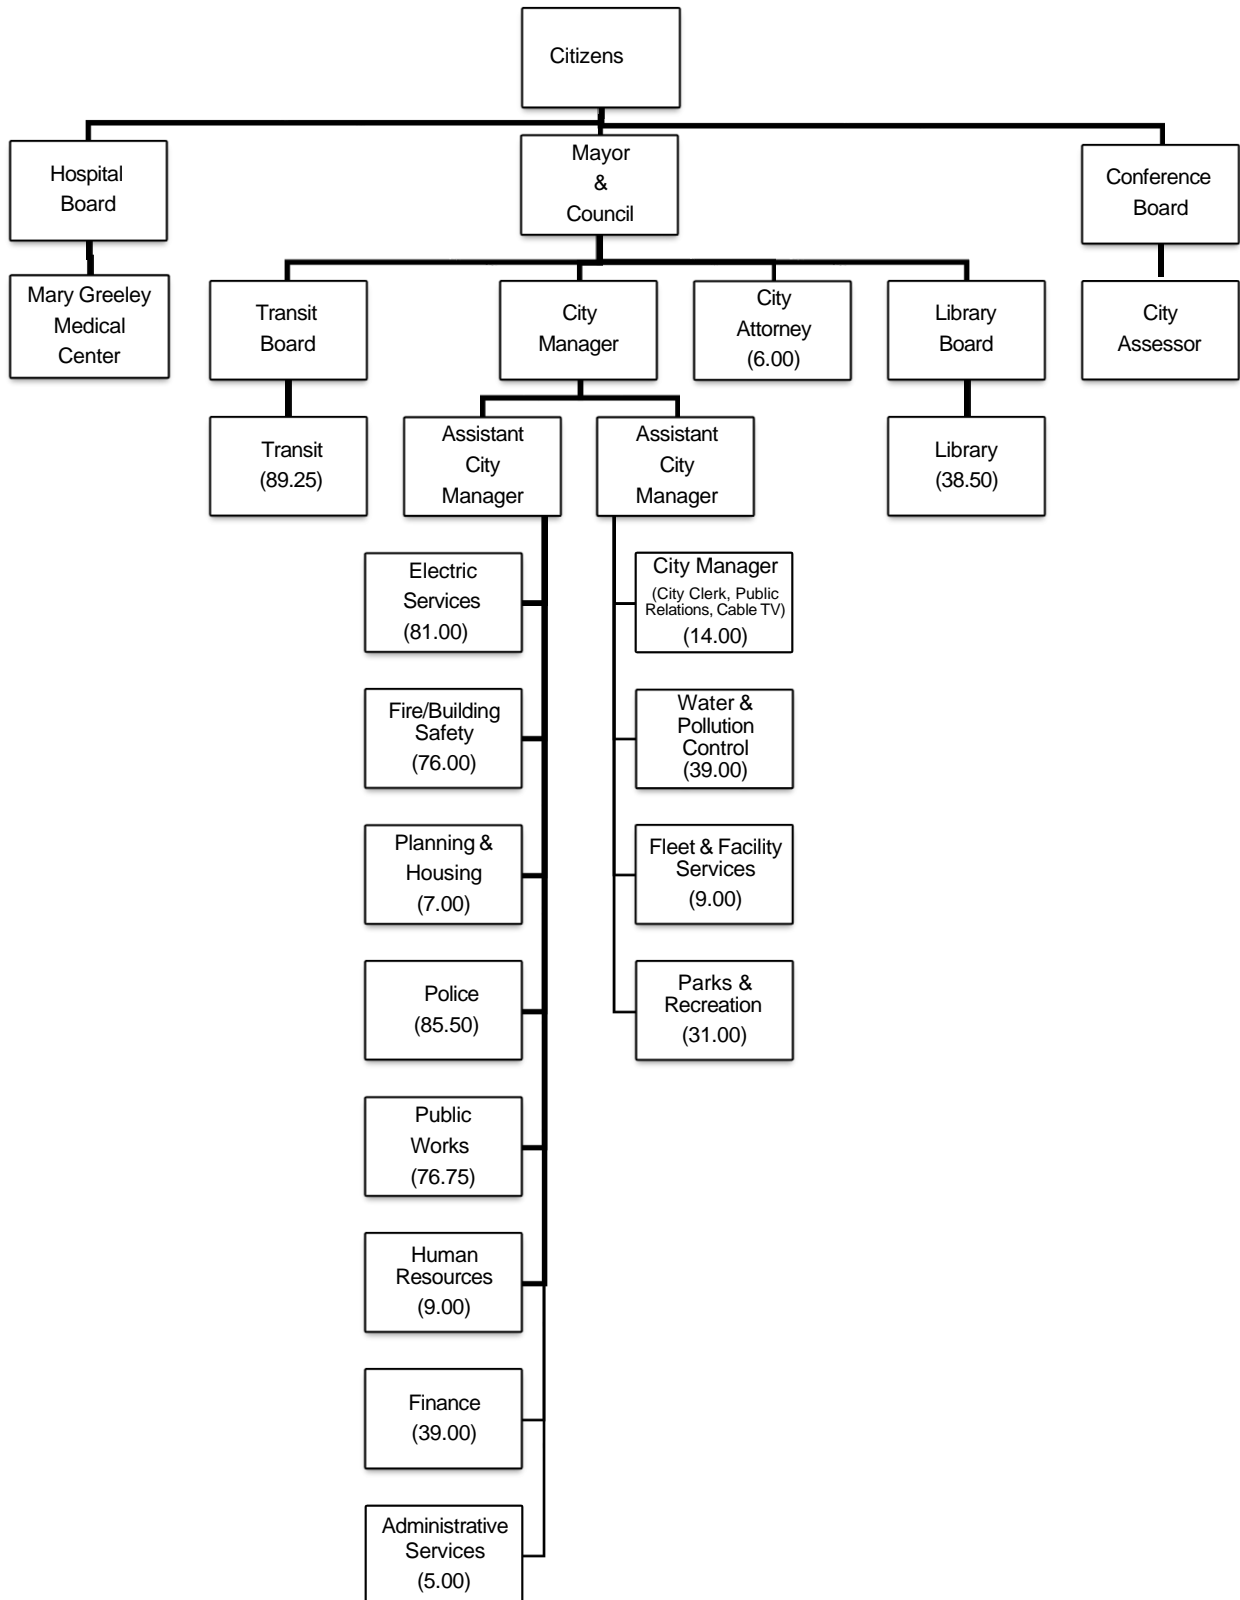 Citizens
Hospital
Board
Mayor
&
Council
Conference
Board
Mary Greeley
Medical
Center
Transit
Board
City
Manager
City
Attorney
(6.00)
Library
Board
City
Assessor
Transit
(89.25)
Assistant
City
Manager
Assistant
City
Manager
Library
(38.50)
Electric
Services
(81.00)
City Manager
(City Clerk, Public
Relations, Cable TV)
(14.00)
Fire/Building
Safety
(76.00)
Water &
Pollution
Control
(39.00)
Planning &
Housing
(7.00)
Fleet & Facility
Services
(9.00)
Police
(85.50)
Parks &
Recreation
(31.00)
Public
Works
(76.75)
Human
Resources
(9.00)
Finance
(39.00)
Administrative
Services
(5.00)